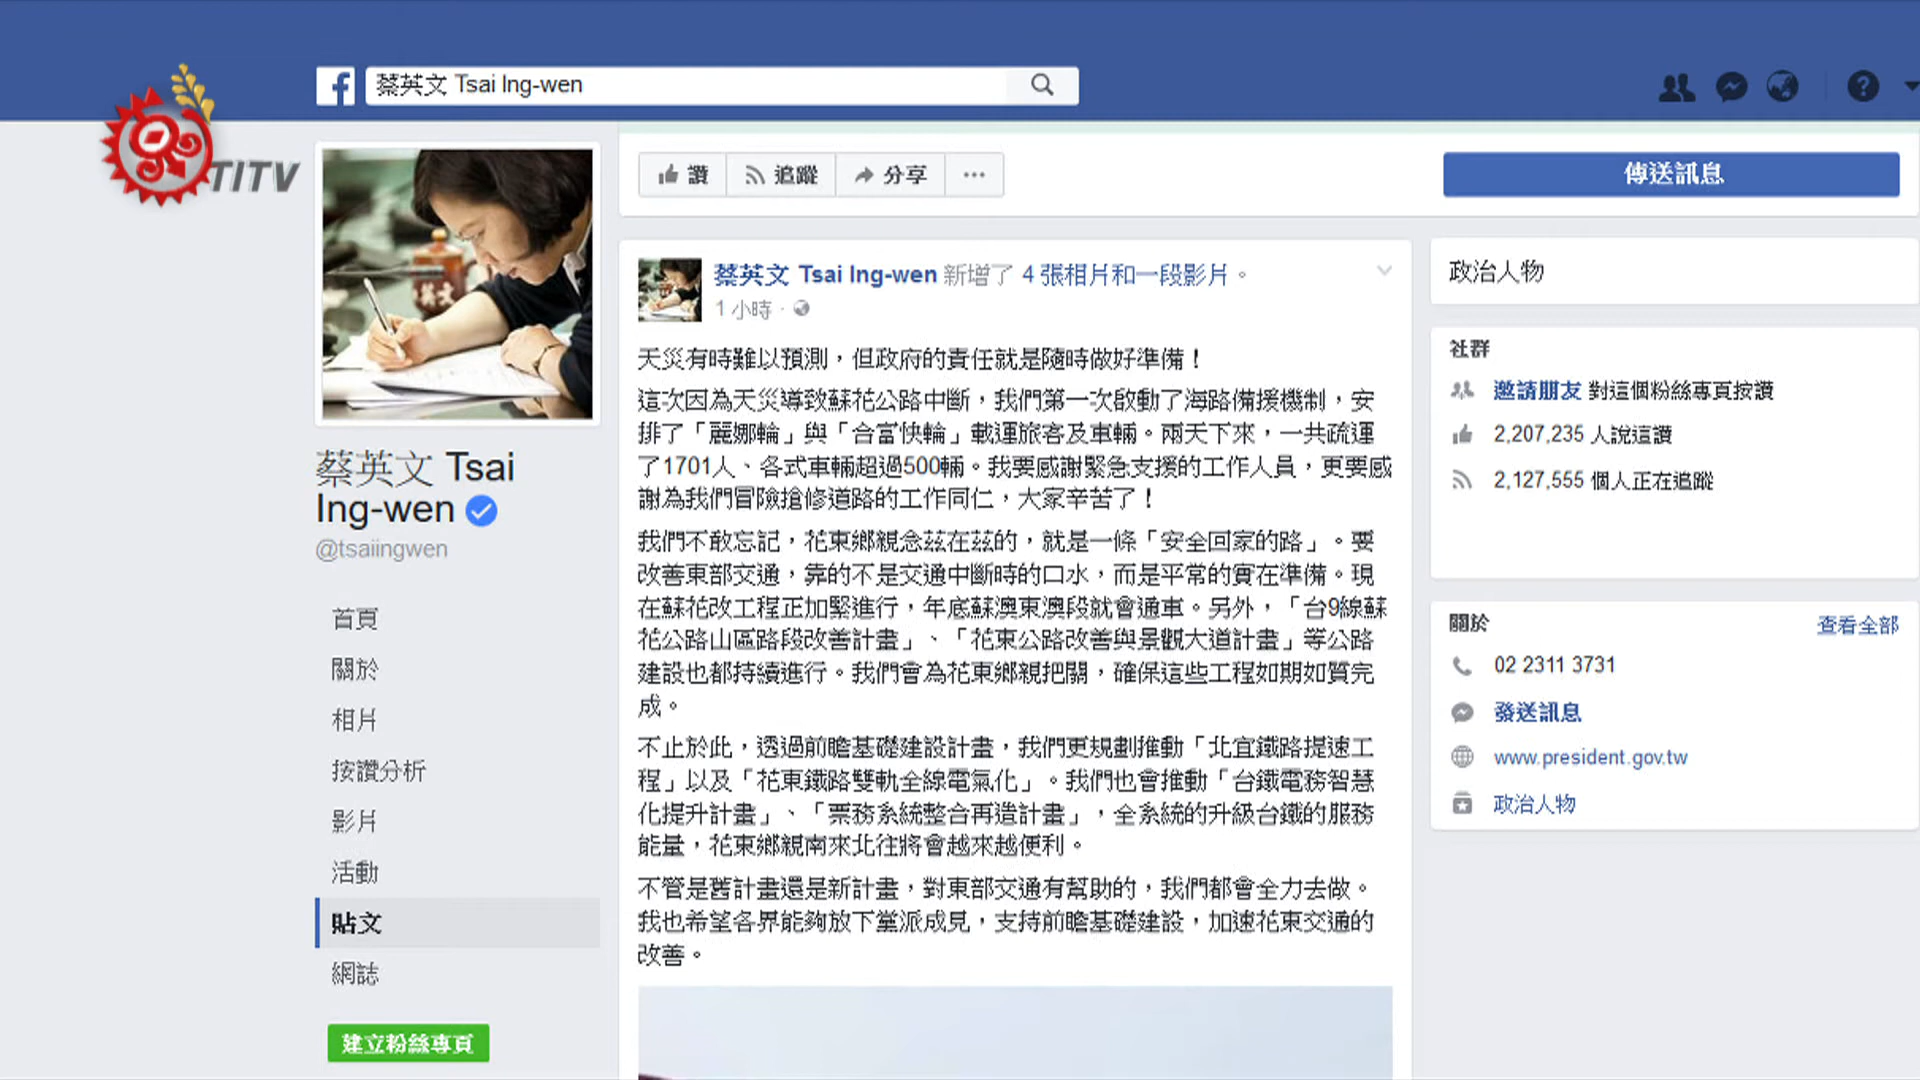 蔡英文 Tsai Ing-wen
TITV
讚
追蹤
分享
傳送訊息
蔡英文 Tsai
Ing-wen
@tsaiingwen
首頁
關於
相片
按讚分析
影片
活動
貼文
網誌
建立粉絲專頁
蔡英文 Tsai Ing-wen 新增了 4 張相片和一段影片。
1 小時 ·
天災有時難以預測，但政府的責任就是隨時做好準備！
這次因為天災導致蘇花公路中斷，我們第一次啟動了海路備援機制，安
排了「麗娜輪」與「合富快輪」載運旅客及車輛。兩天下來，一共疏運
了1701人、各式車輛超過500輛。我要感謝緊急支援的工作人員，更要感
謝為我們冒險搶修道路的工作同仁，大家辛苦了！
我們不敢忘記，花東鄉親念茲在茲的，就是一條「安全回家的路」。要
改善東部交通，靠的不是交通中斷時的口水，而是平常的實在準備。現
在蘇花改工程正加緊進行，年底蘇澳東澳段就會通車。另外，「台9線蘇
花公路山區路段改善計畫」、「花東公路改善與景觀大道計畫」等公路
建設也都持續進行。我們會為花東鄉親把關，確保這些工程如期如質完
成。
不止於此，透過前瞻基礎建設計畫，我們更規劃推動「北宜鐵路提速工
程」以及「花東鐵路雙軌全線電氣化」。我們也會推動「台鐵電務智慧
化提升計畫」、「票務系統整合再造計畫」，全系統的升級台鐵的服務
能量，花東鄉親南來北往將會越來越便利。
不管是舊計畫還是新計畫，對東部交通有幫助的，我們都會全力去做。
我也希望各界能夠放下黨派成見，支持前瞻基礎建設，加速花東交通的
改善。
政治人物
社群
邀請朋友 對這個粉絲專頁按讚
2,207,235 人說這讚
2,127,555 個人正在追蹤
關於
查看全部
02 2311 3731
發送訊息
www.president.gov.tw
政治人物